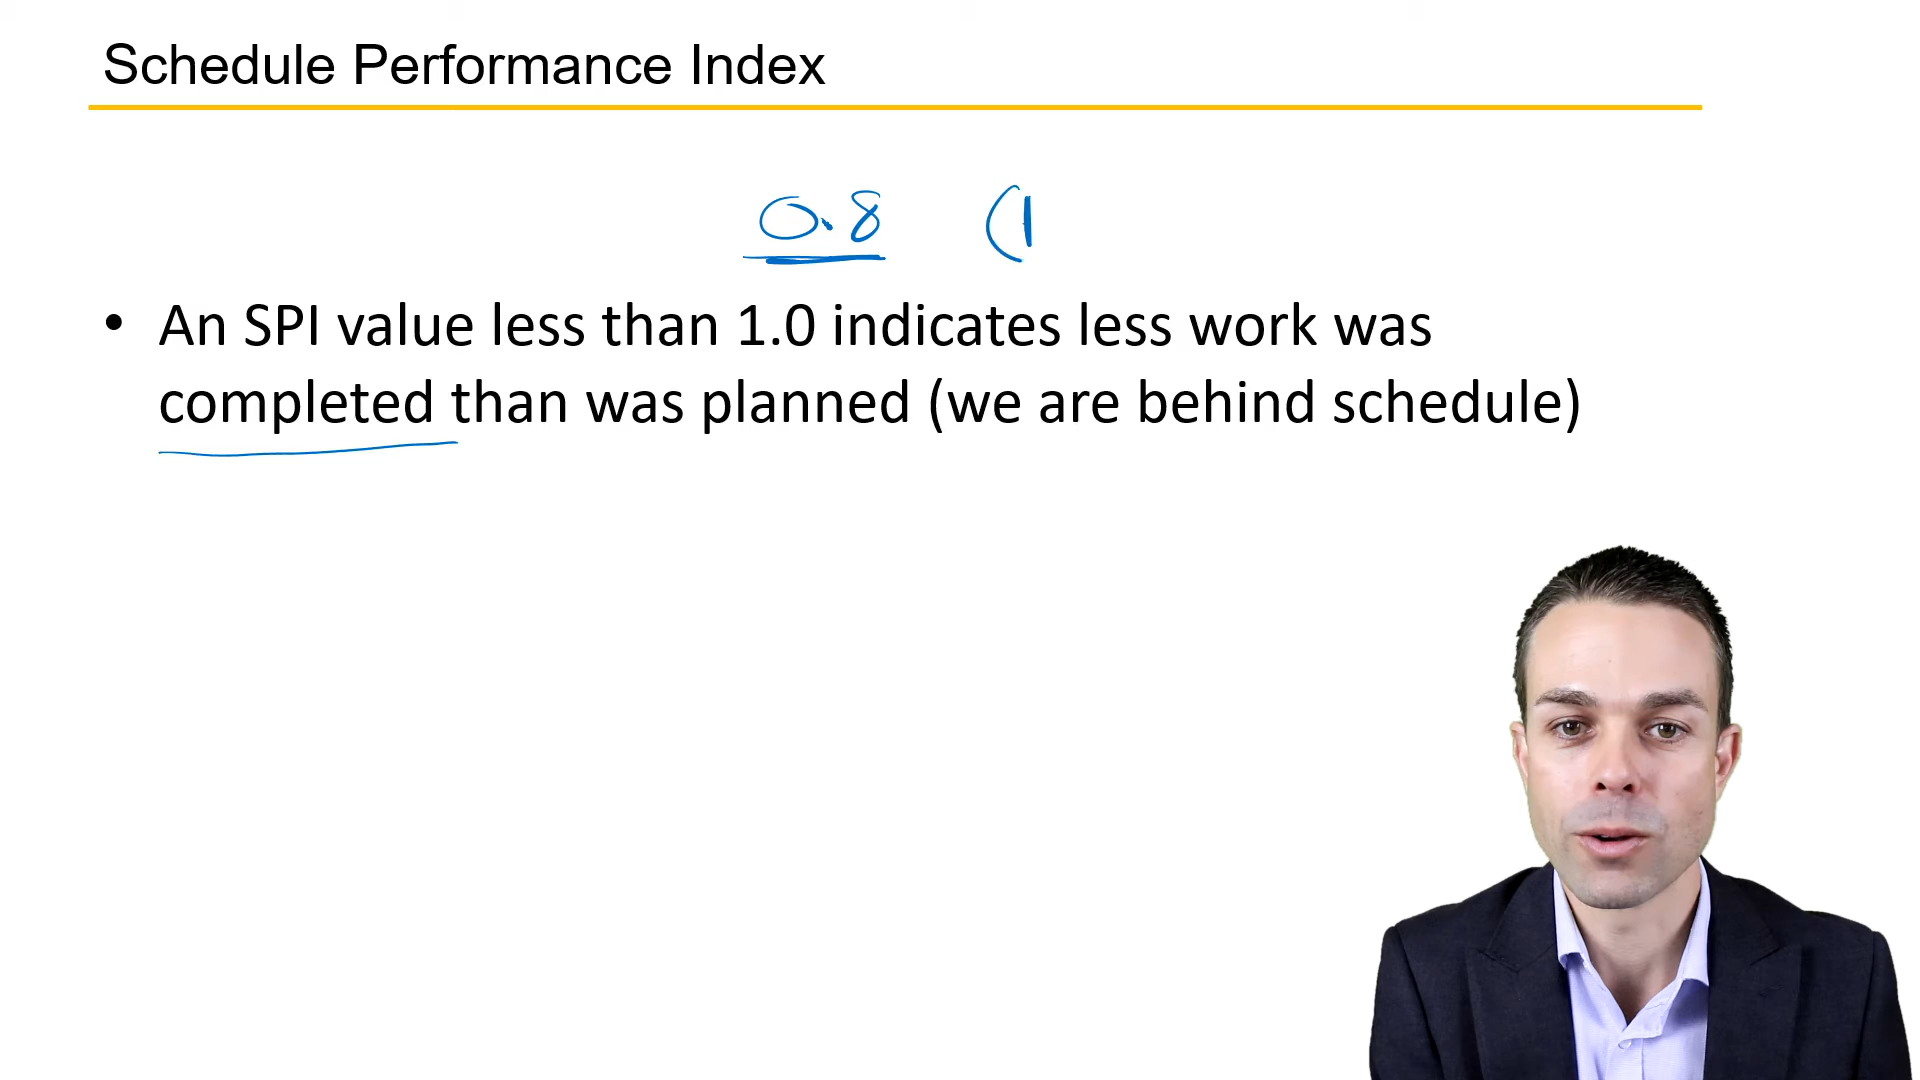 Schedule Performance Index
0.8 (1
• An SPI value less than 1.0 indicates less work was
completed than was planned (we are behind schedule)